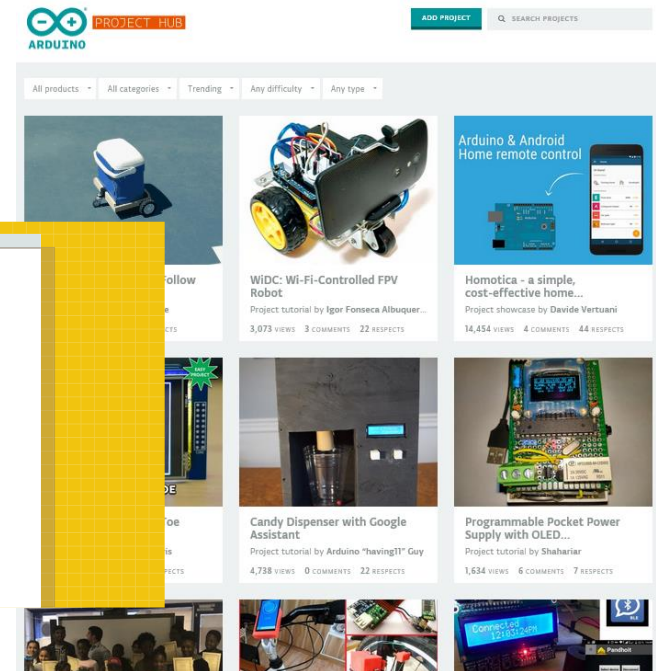 PROJECT HUB
ARDUINO
ADD PROJECT
SEARCH PROJECTS
All products
All categories
Trending
Any difficulty
Any type
Arduino & Android
Home remote control
Follow
WiDC: Wi-Fi-Controlled FPV
Robot
Project tutorial by Igor Fonseca Albuquer...
3,073 VIEWS 3 COMMENTS 22 RESPECTS
Homotica - a simple,
cost-effective home...
Project showcase by Davide Vertuani
14,454 VIEWS 4 COMMENTS 44 RESPECTS
EASY
PROJECT
Candy Dispenser with Google
Assistant
Project tutorial by Arduino “having11” Guy
4,738 VIEWS 0 COMMENTS 22 RESPECTS
Programmable Pocket Power
Supply with OLED...
Project tutorial by Shahariar
1,634 VIEWS 6 COMMENTS 7 RESPECTS
Connected
12:03:24PM
BLE
Pandhoit